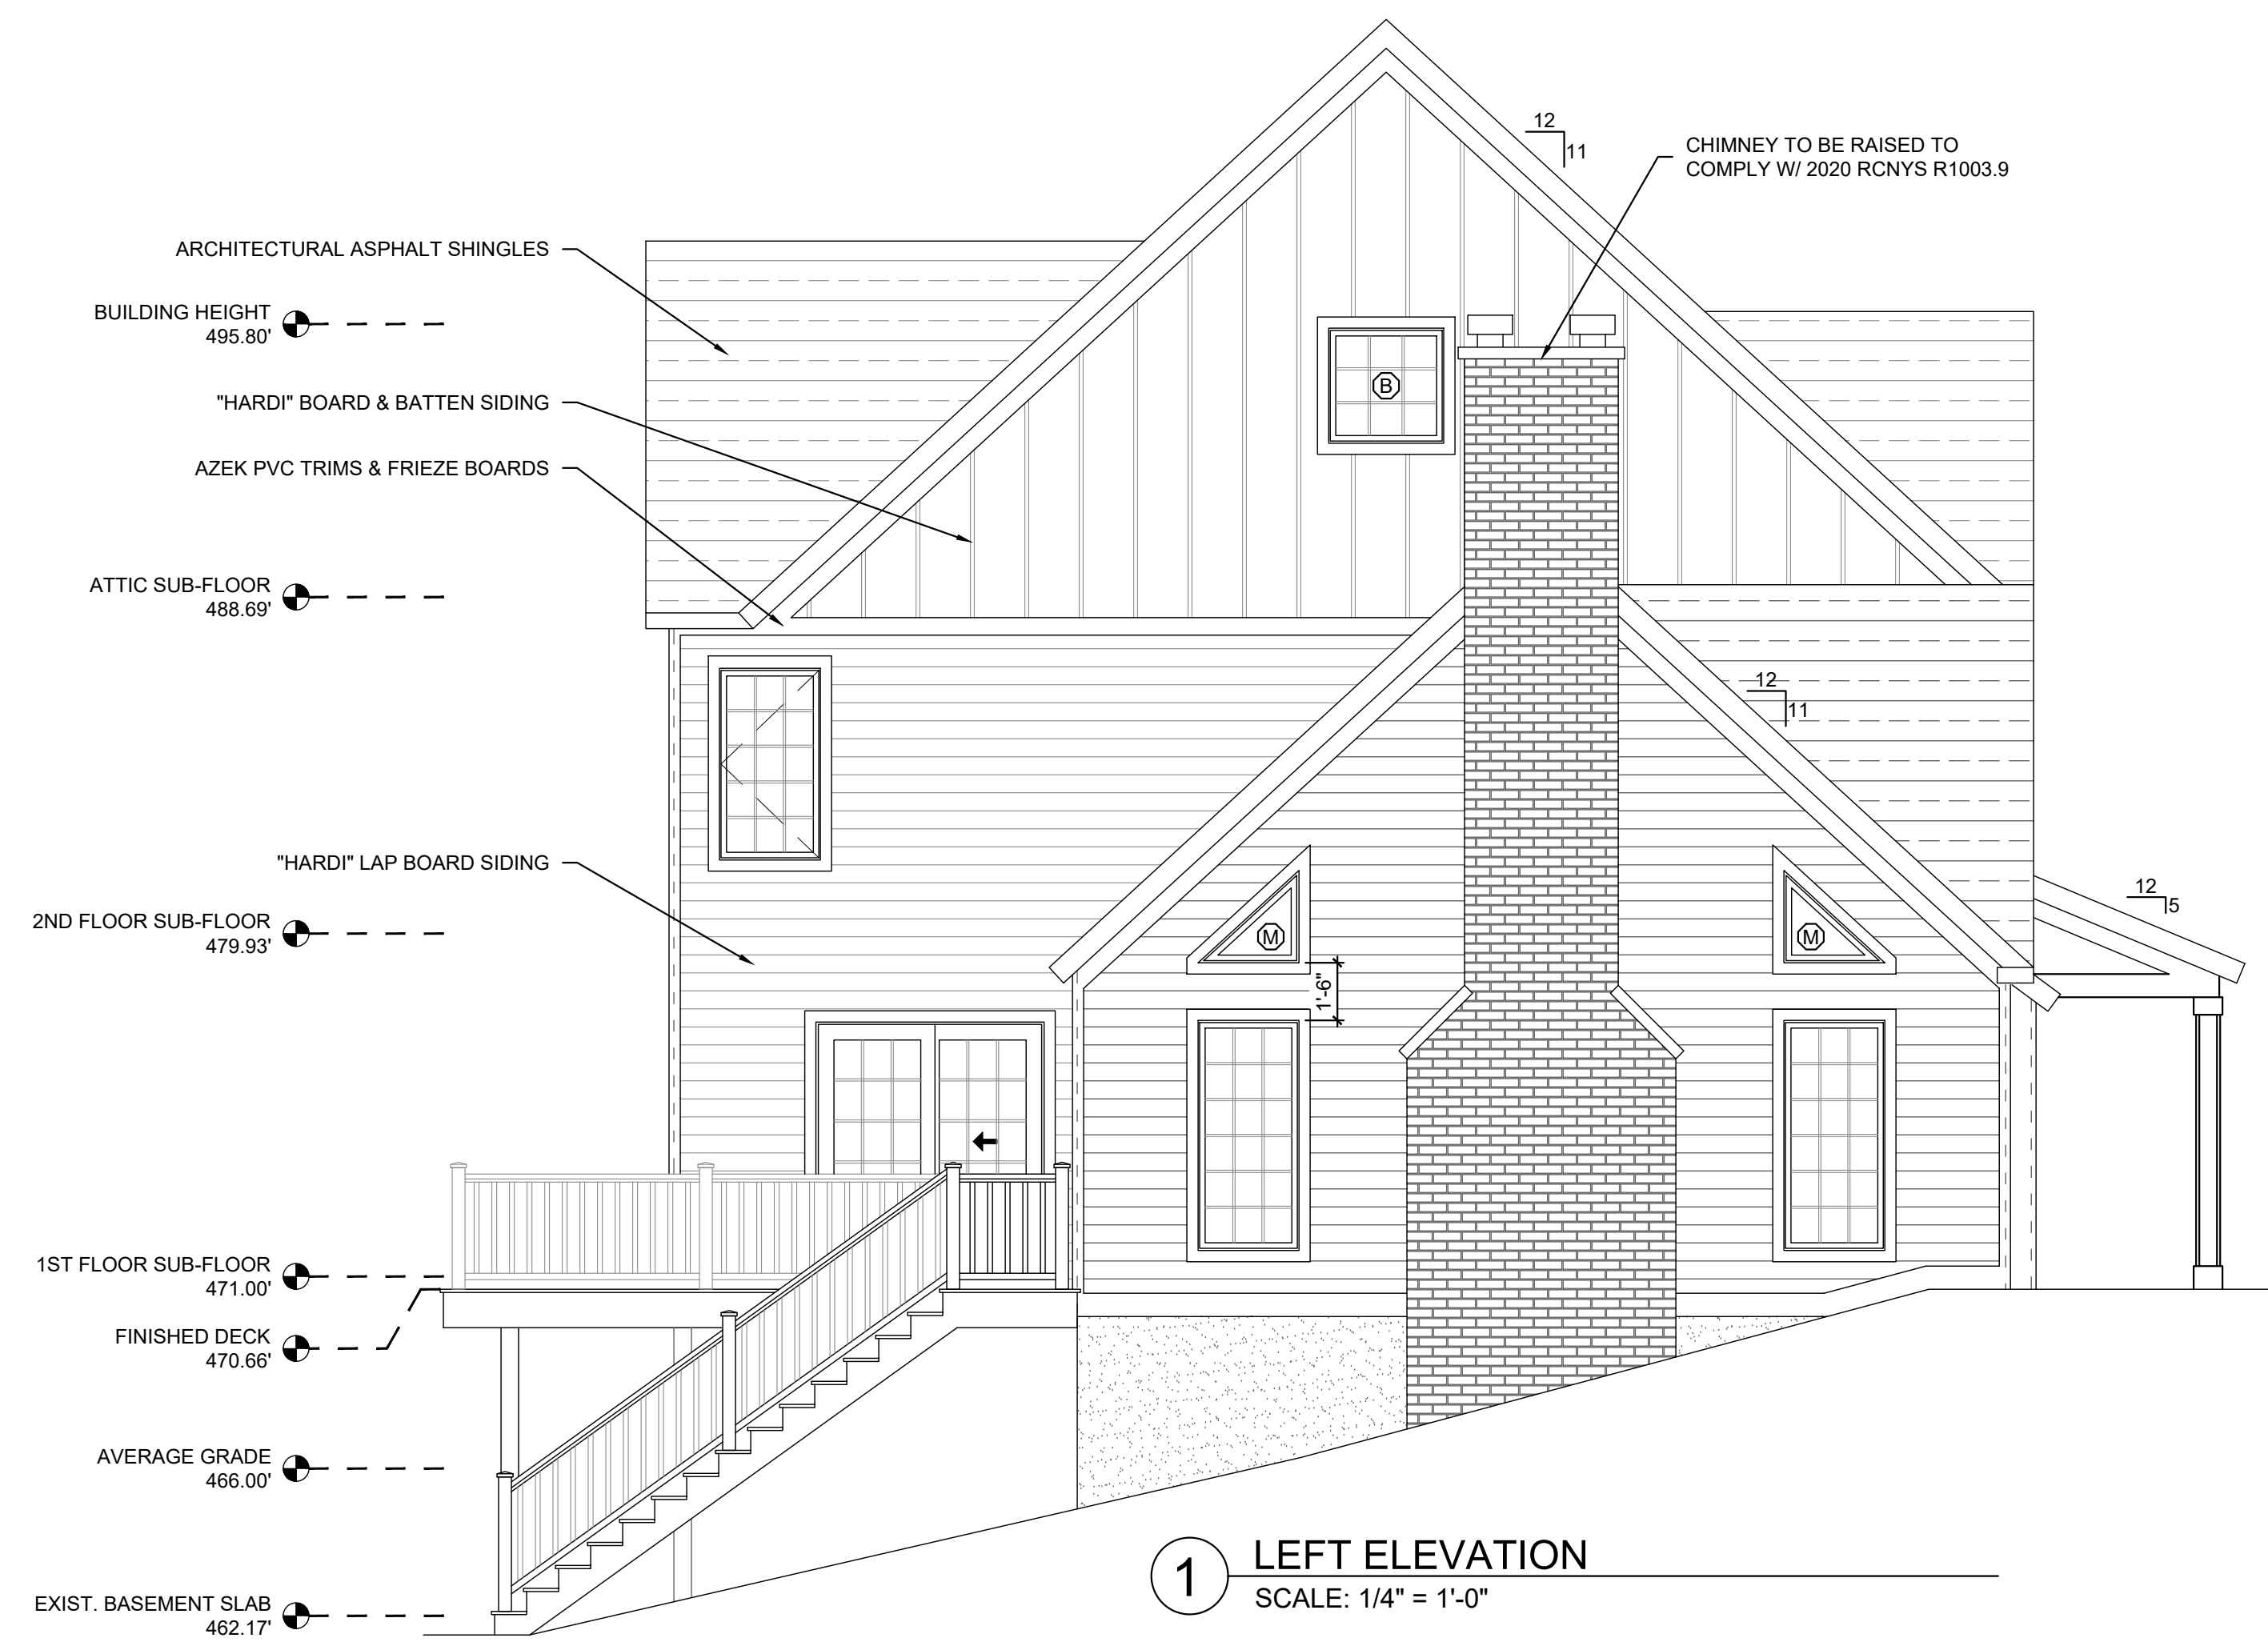 12
11
CHIMNEY TO BE RAISED TO
COMPLY W/ 2020 RCNYS R1003.9
ARCHITECTURAL ASPHALT SHINGLES
BUILDING HEIGHT
495.80'
B
"HARDI" BOARD & BATTEN SIDING
AZEK PVC TRIMS & FRIEZE BOARDS
ATTIC SUB-FLOOR
488.69'
12
11
"HARDI" LAP BOARD SIDING
12
5
2ND FLOOR SUB-FLOOR
479.93'
M
M
1'-6"
1ST FLOOR SUB-FLOOR
471.00'
FINISHED DECK
470.66'
AVERAGE GRADE
466.00'
EXIST. BASEMENT SLAB
462.17'
1
LEFT ELEVATION
SCALE: 1/4" = 1'-0"